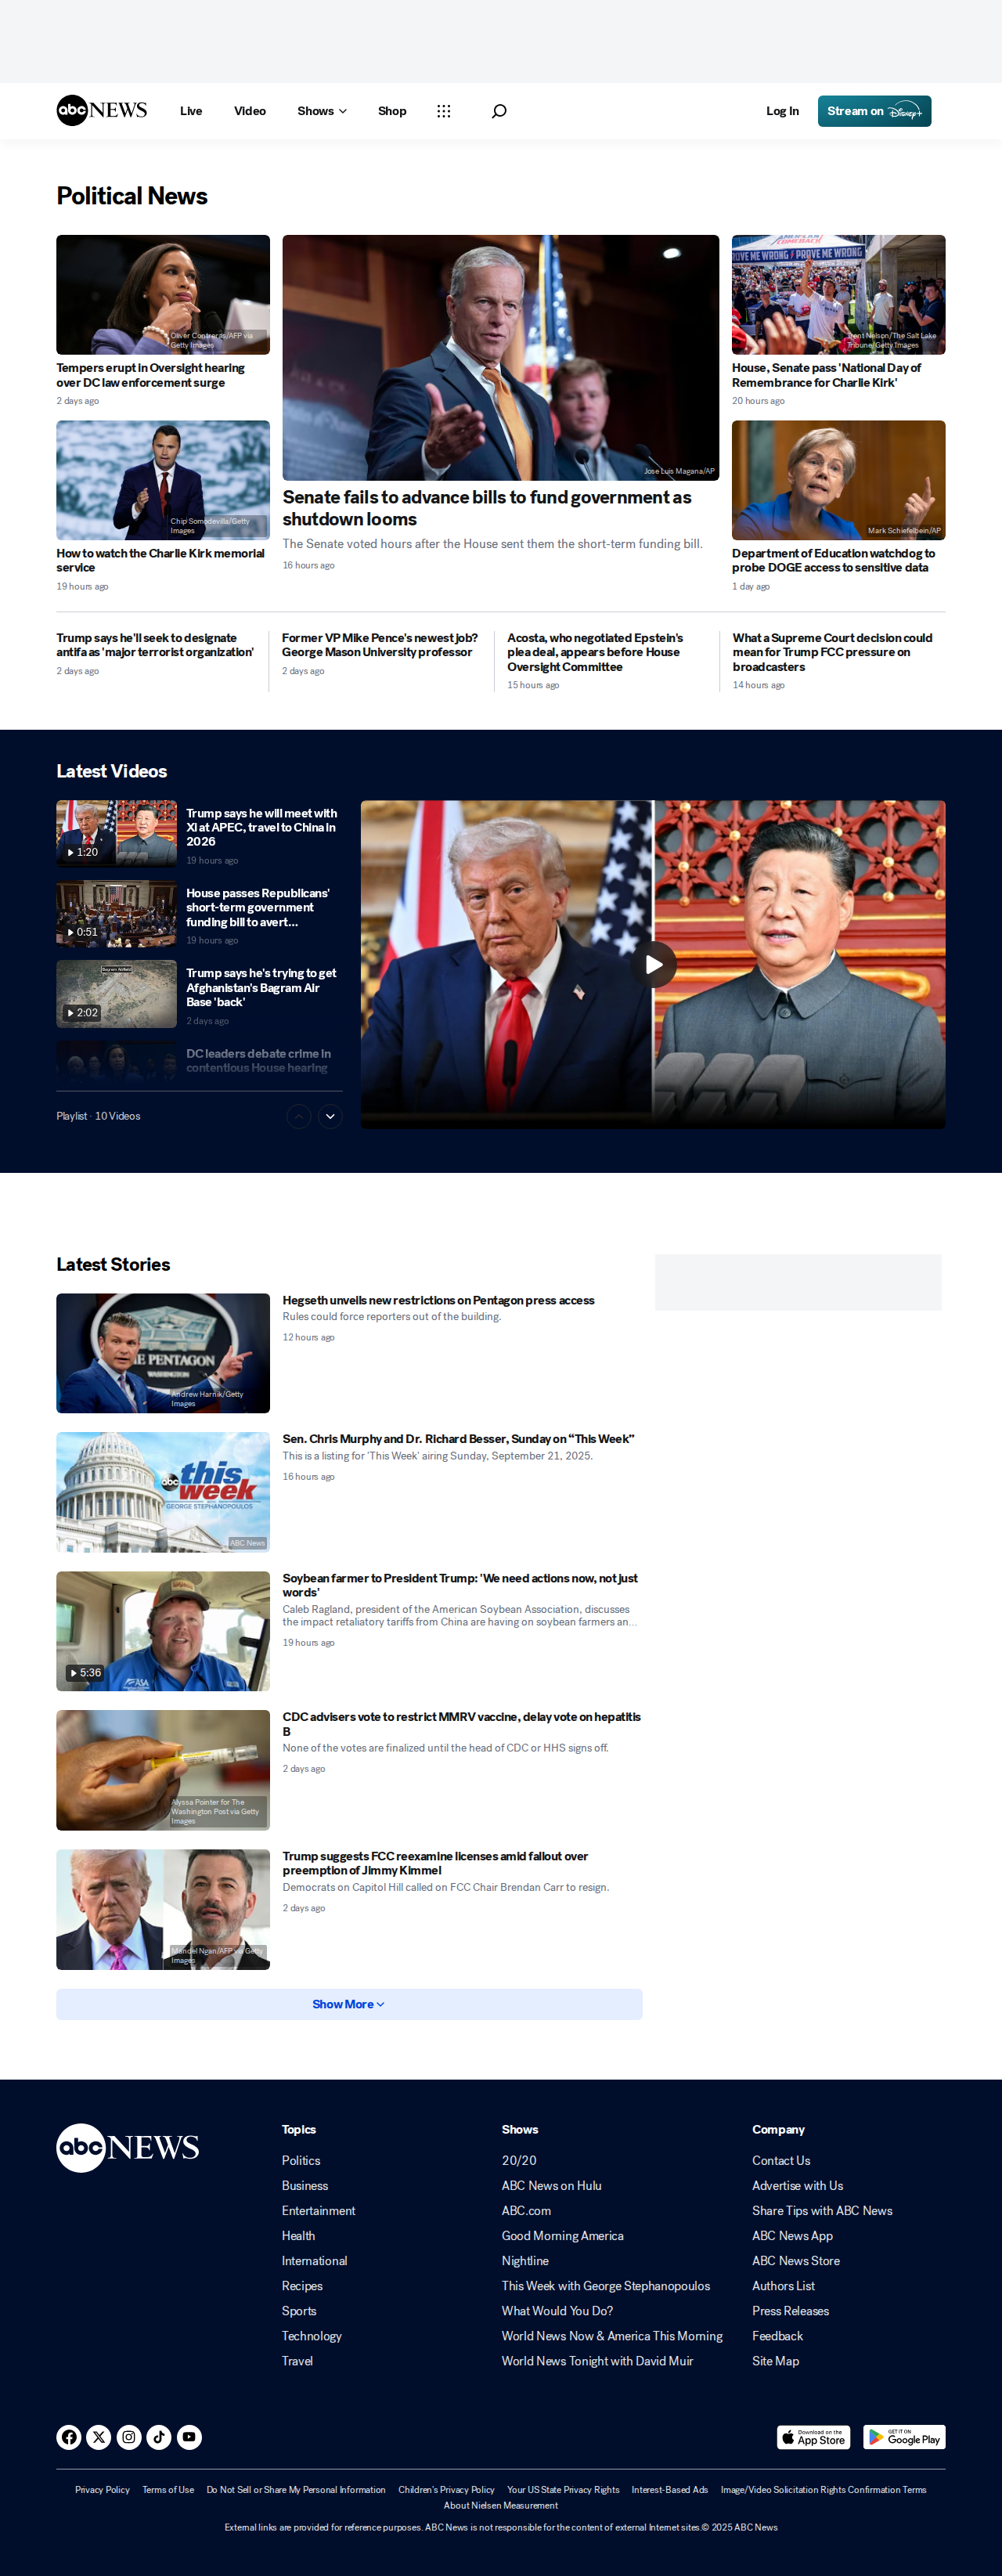 abc NEWS
Live
Video
Shows
Shop
Log In
Stream on Disney+
Political News
Oliver Contreras/AFP via
Getty Images
Tempers erupt in Oversight hearing
over DC law enforcement surge
2 days ago
Chip Somodevilla/Getty
Images
How to watch the Charlie Kirk memorial
service
19 hours ago
Jose Luis Magana/AP
Senate fails to advance bills to fund government as
shutdown looms
The Senate voted hours after the House sent them the short-term funding bill.
16 hours ago
PROVE ME WRONG
PROVE ME WRONG
Trent Nelson/The Salt Lake
Tribune/Getty Images
House, Senate pass 'National Day of
Remembrance for Charlie Kirk'
20 hours ago
Mark Schiefelbein/AP
Department of Education watchdog to
probe DOGE access to sensitive data
1 day ago
Trump says he'll seek to designate
antifa as 'major terrorist organization'
2 days ago
Former VP Mike Pence's newest job?
George Mason University professor
2 days ago
Acosta, who negotiated Epstein's
plea deal, appears before House
Oversight Committee
15 hours ago
What a Supreme Court decision could
mean for Trump FCC pressure on
broadcasters
14 hours ago
Latest Videos
1:20
Trump says he will meet with
Xi at APEC, travel to China in
2026
19 hours ago
0:51
House passes Republicans'
short-term government
funding bill to avert...
19 hours ago
Bagram Airfield
2:02
Trump says he's trying to get
Afghanistan's Bagram Air
Base 'back'
2 days ago
DC leaders debate crime in
contentious House hearing
Playlist · 10 Videos
Latest Stories
THE PENTAGON
WASHINGTON
Andrew Harnik/Getty
Images
Hegseth unveils new restrictions on Pentagon press access
Rules could force reporters out of the building.
12 hours ago
abc
this
week
WITH
GEORGE STEPHANOPOULOS
ABC News
Sen. Chris Murphy and Dr. Richard Besser, Sunday on “This Week”
This is a listing for 'This Week' airing Sunday, September 21, 2025.
16 hours ago
ASA
5:36
Soybean farmer to President Trump: 'We need actions now, not just
words'
Caleb Ragland, president of the American Soybean Association, discusses
the impact retaliatory tariffs from China are having on soybean farmers an...
19 hours ago
Alyssa Pointer for The
Washington Post via Getty
Images
CDC advisers vote to restrict MMRV vaccine, delay vote on hepatitis
B
None of the votes are finalized until the head of CDC or HHS signs off.
2 days ago
Mandel Ngan/AFP via Getty
Images
Trump suggests FCC reexamine licenses amid fallout over
preemption of Jimmy Kimmel
Democrats on Capitol Hill called on FCC Chair Brendan Carr to resign.
2 days ago
Show More
abc NEWS
Topics
Politics
Business
Entertainment
Health
International
Recipes
Sports
Technology
Travel
Shows
20/20
ABC News on Hulu
ABC.com
Good Morning America
Nightline
This Week with George Stephanopoulos
What Would You Do?
World News Now & America This Morning
World News Tonight with David Muir
Company
Contact Us
Advertise with Us
Share Tips with ABC News
ABC News App
ABC News Store
Authors List
Press Releases
Feedback
Site Map
Download on the
App Store
GET IT ON
Google Play
Privacy Policy
Terms of Use
Do Not Sell or Share My Personal Information
Children's Privacy Policy
Your US State Privacy Rights
Interest-Based Ads
Image/Video Solicitation Rights Confirmation Terms
About Nielsen Measurement
External links are provided for reference purposes. ABC News is not responsible for the content of external Internet sites.© 2025 ABC News